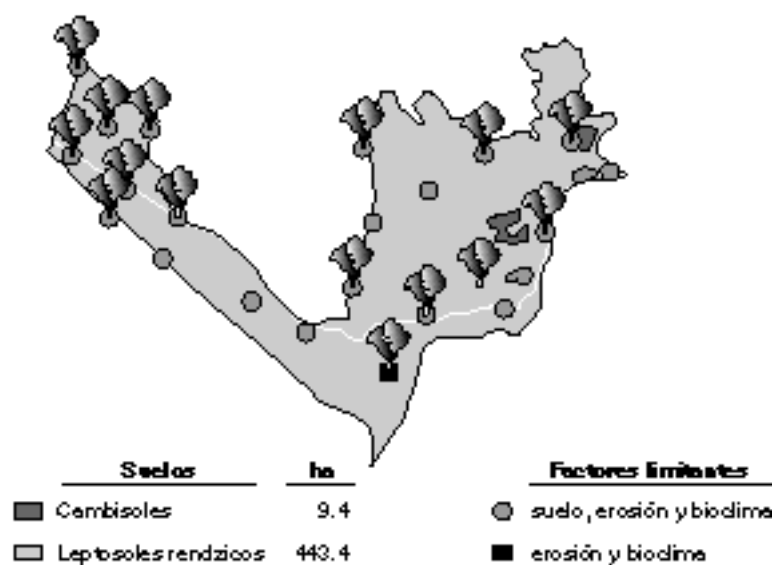 Suelos ha
Cambisoles 9.4
Leptosoles rendzicos 443.4
Factores limitantes
suelo, erosión y bioclima
erosión y bioclima